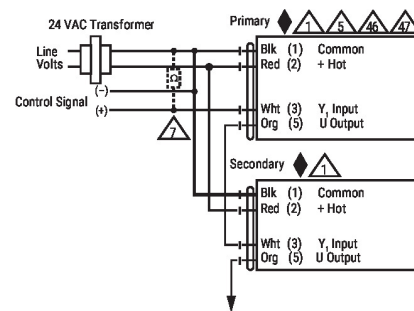 24 VAC Transformer
Primary
1
5
46
47
Line
Volts
Blk (1) Common
Red (2) + Hot
Ω
(–)
Control Signal (+)
Wht (3) Y, Input
Org (5) U Output
7
Secondary
1
Blk (1) Common
Red (2) + Hot
Wht (3) Y, Input
Org (5) U Output